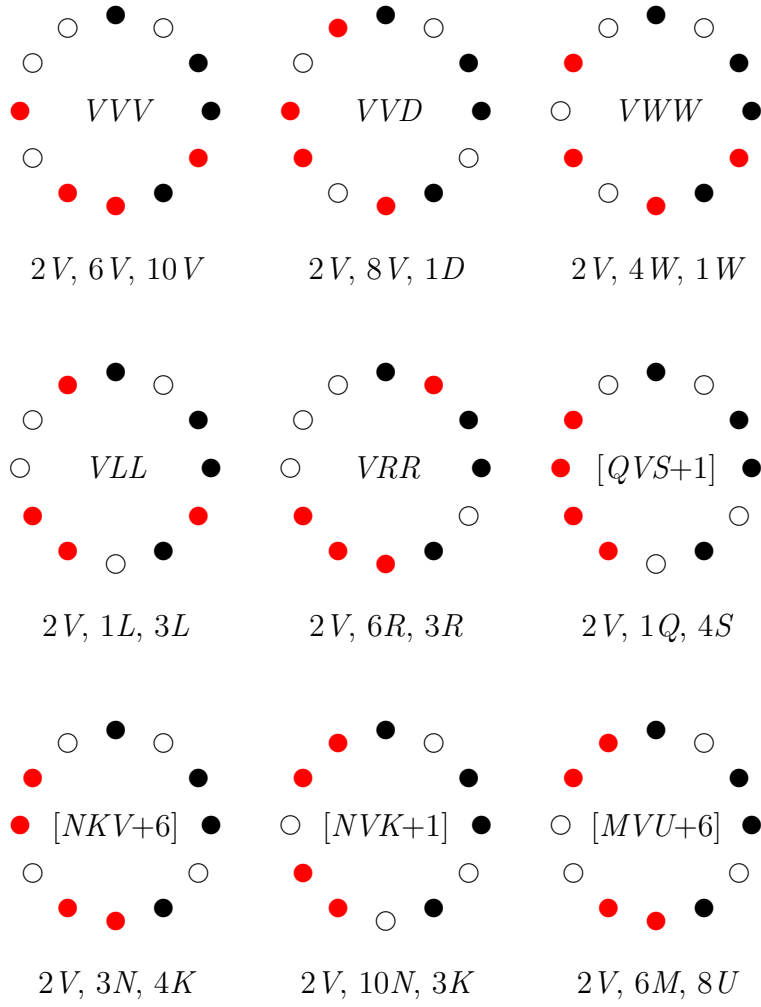 VVV VVD VWW
2V, 6V, 10V 2V, 8V, 1D 2V, 4W, 1W
VLL VRR [QVS+1]
2V, 1L, 3L 2V, 6R, 3R 2V, 1Q, 4S
[NKV+6] [NVK+1] [MVU+6]
2V, 3N, 4K 2V, 10N, 3K 2V, 6M, 8U